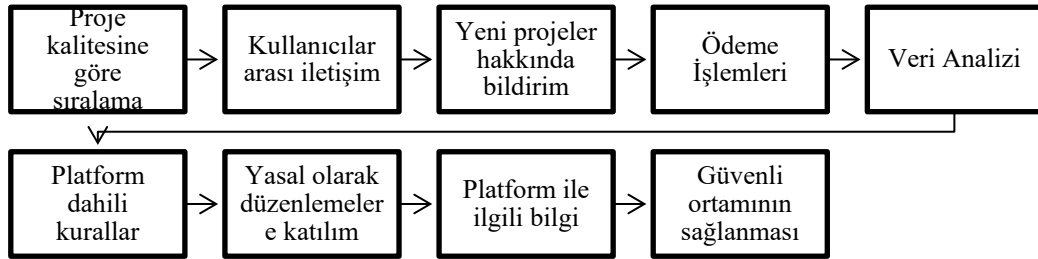 Proje
kalitesine
göre
sıralama
Kullanıcılar
arası iletişim
Yeni projeler
hakkında
bildirim
Ödeme
İşlemleri
Veri Analizi
Platform
dahili
kurallar
Yasal olarak
düzenlemeler
e katılım
Platform ile
ilgili bilgi
Güvenli
ortamının
sağlanması